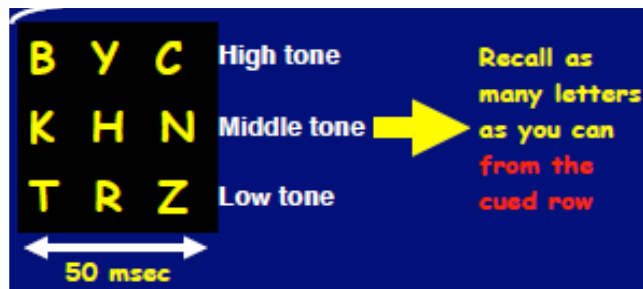 B Y C High tone
K H N Middle tone
T R Z Low tone
50 msec
Recall as
many letters
as you can
from the
cued row